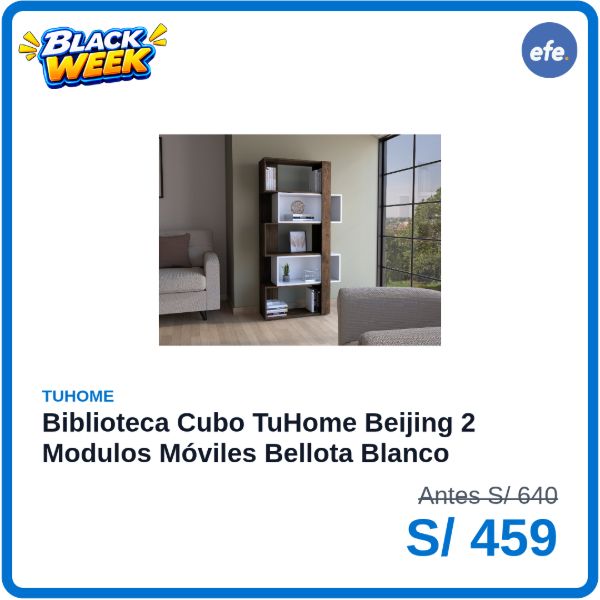 BLACK
WEEK
efe.
TUHOME
Biblioteca Cubo TuHome Beijing 2
Modulos Móviles Bellota Blanco
Antes S/ 640
S/ 459